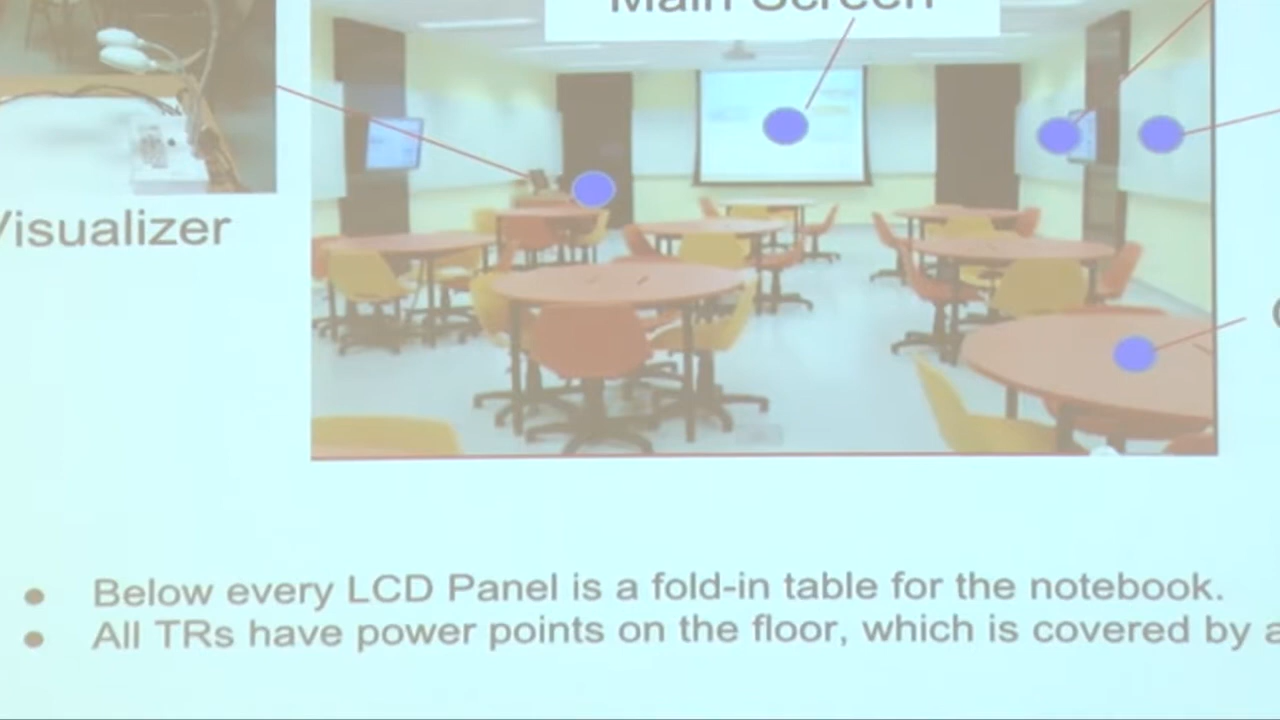 Main Screen
Visualizer
Below every LCD Panel is a fold-in table for the notebook.
All TRs have power points on the floor, which is covered by a